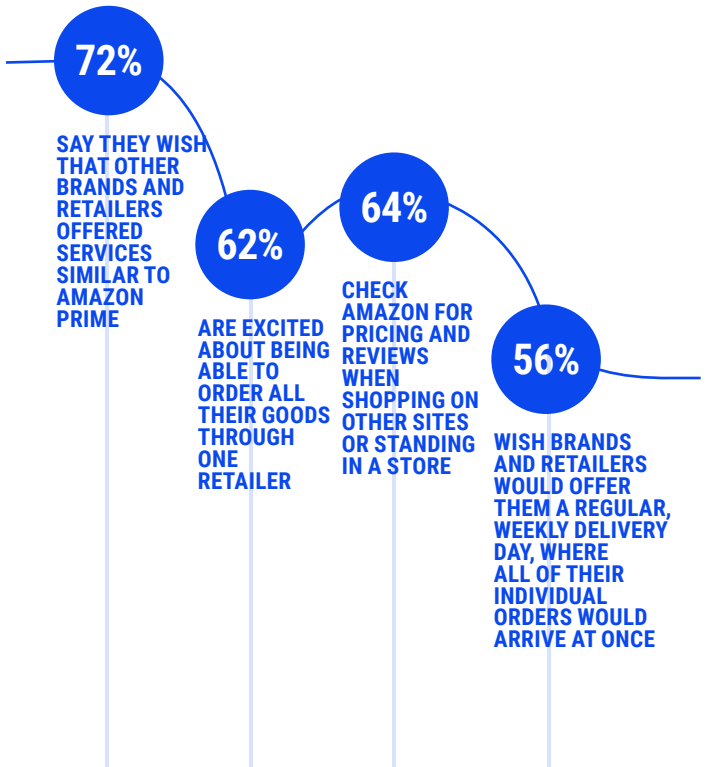 72%
SAY THEY WISH
THAT OTHER
BRANDS AND
RETAILERS
OFFERED
SERVICES
SIMILAR TO
AMAZON
PRIME
62%
ARE EXCITED
ABOUT BEING
ABLE TO
ORDER ALL
THEIR GOODS
THROUGH
ONE
RETAILER
64%
CHECK
AMAZON FOR
PRICING AND
REVIEWS
WHEN
SHOPPING ON
OTHER SITES
OR STANDING
IN A STORE
56%
WISH BRANDS
AND RETAILERS
WOULD OFFER
THEM A REGULAR,
WEEKLY DELIVERY
DAY, WHERE
ALL OF THEIR
INDIVIDUAL
ORDERS WOULD
ARRIVE AT ONCE